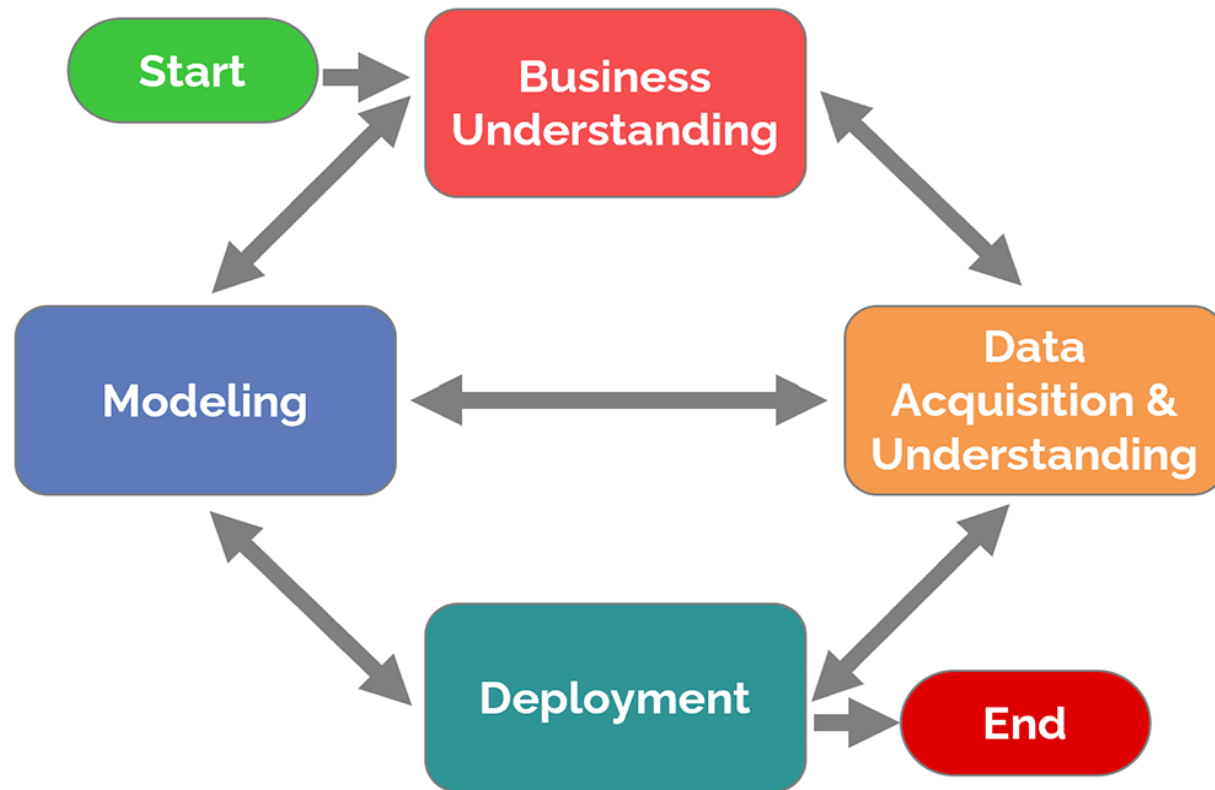 Start
Business
Understanding
Modeling
Data
Acquisition &
Understanding
Deployment
End